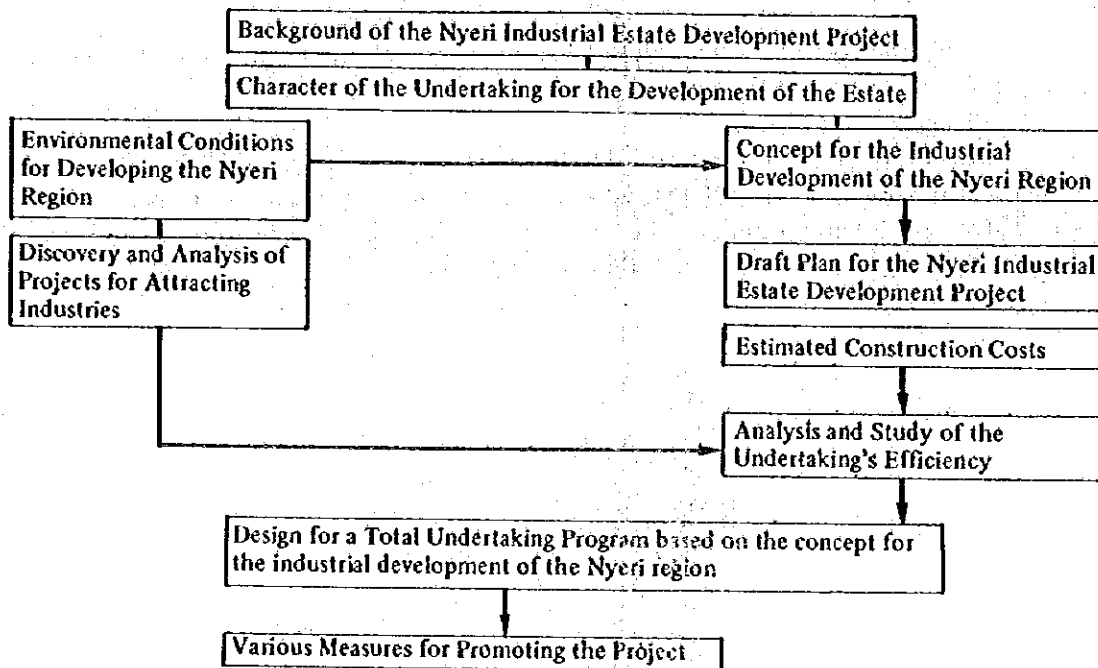 Background of the Nyeri Industrial Estate Development Project
Character of the Undertaking for the Development of the Estate
Environmental Conditions
for Developing the Nyeri
Region
Concept for the Industrial
Development of the Nyeri Region
Discovery and Analysis of
Projects for Attracting
Industries
Draft Plan for the Nyeri Industrial
Estate Development Project
Estimated Construction Costs
Analysis and Study of the
Undertaking's Efficiency
Design for a Total Undertaking Program based on the concept for
the industrial development of the Nyeri region
Various Measures for Promoting the Project